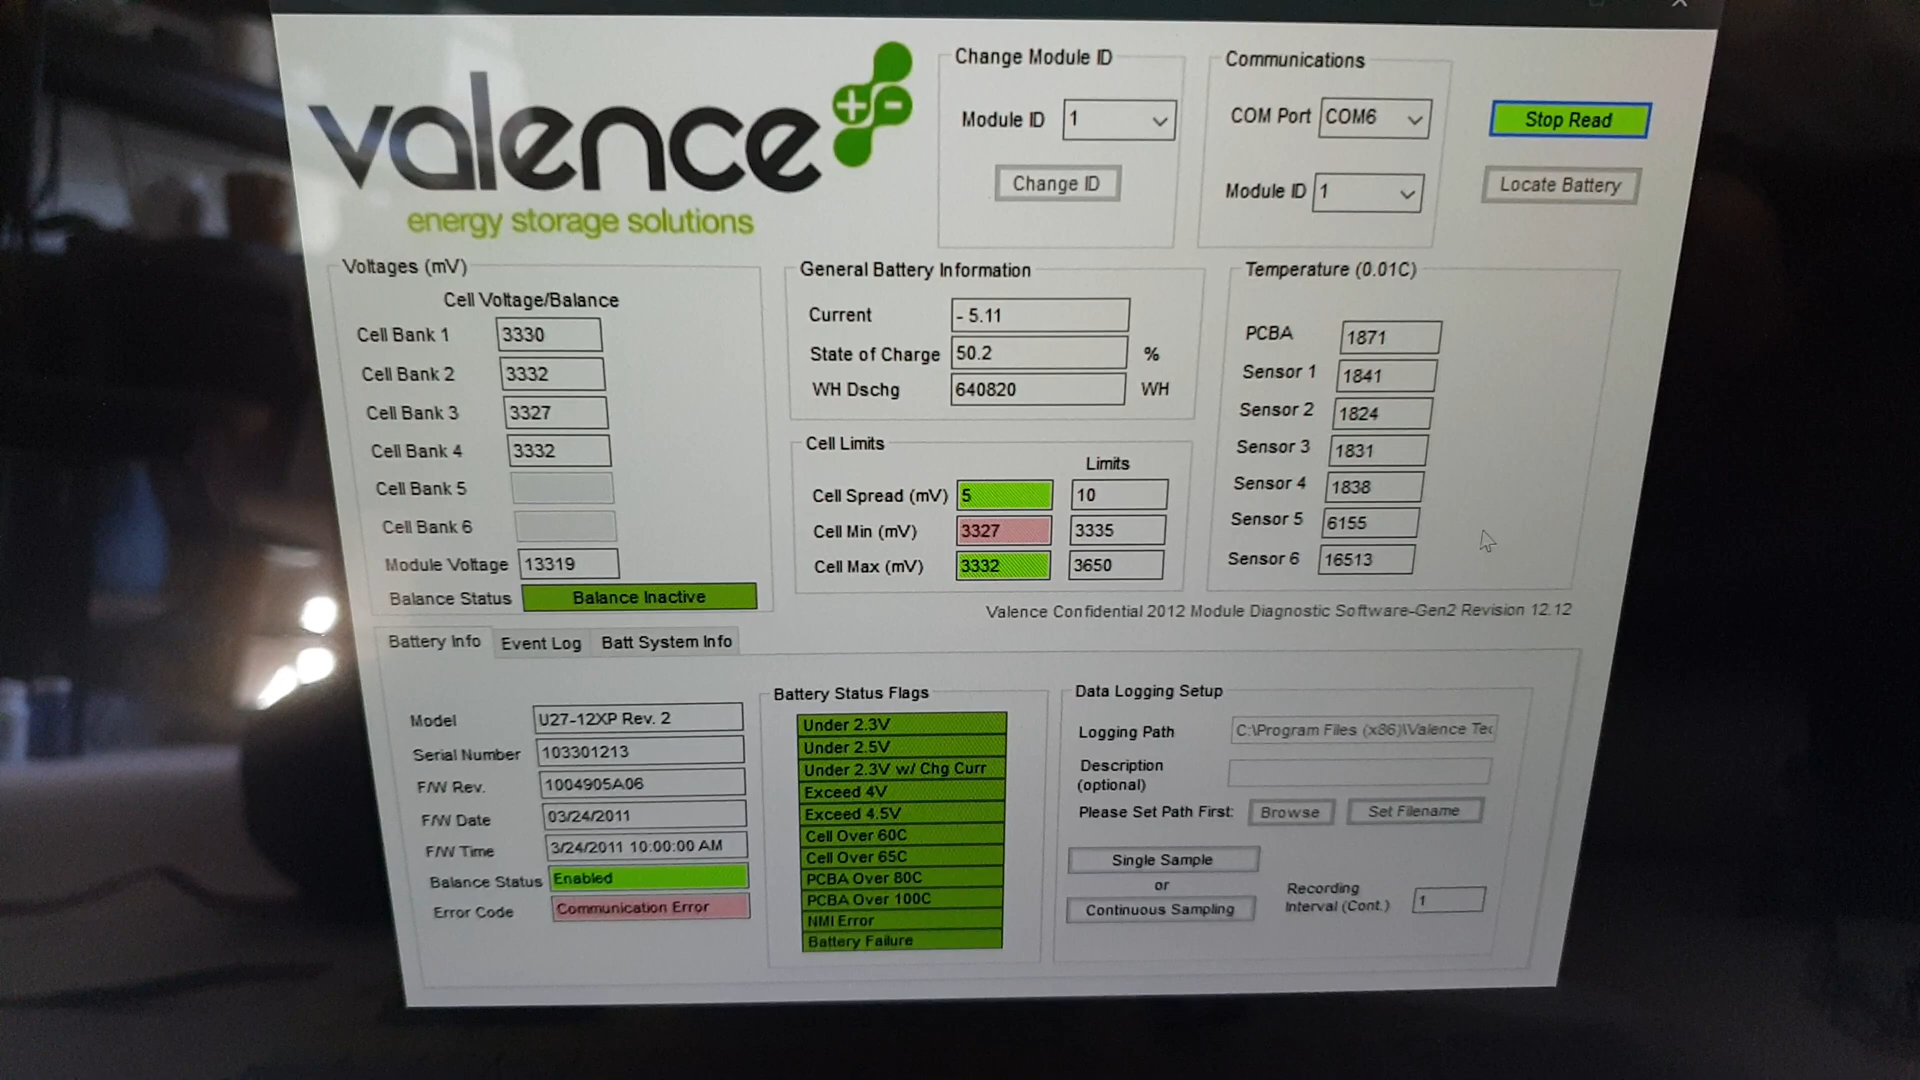 valence
energy storage solutions
Change Module ID
Module ID 1
Change ID
Communications
COM Port COM6
Module ID 1
Stop Read
Locate Battery
Voltages (mV)
Cell Voltage/Balance
Cell Bank 1 3330
Cell Bank 2 3332
Cell Bank 3 3327
Cell Bank 4 3332
Cell Bank 5
Cell Bank 6
Module Voltage 13319
Balance Status Balance Inactive
General Battery Information
Current - 5.11
State of Charge 50.2 %
WH Dschg 640820 WH
Cell Limits
Limits
Cell Spread (mV) 5 10
Cell Min (mV) 3327 3335
Cell Max (mV) 3332 3650
Temperature (0.01C)
PCBA 1871
Sensor 1 1841
Sensor 2 1824
Sensor 3 1831
Sensor 4 1838
Sensor 5 6155
Sensor 6 16513
Valence Confidential 2012 Module Diagnostic Software-Gen2 Revision 12.12
Battery Info Event Log Batt System Info
Model U27-12XP Rev. 2
Serial Number 103301213
F/W Rev. 1004905A06
F/W Date 03/24/2011
F/W Time 3/24/2011 10:00:00 AM
Balance Status Enabled
Error Code Communication Error
Battery Status Flags
Under 2.3V
Under 2.5V
Under 2.3V w/ Chg Curr
Exceed 4V
Exceed 4.5V
Cell Over 60C
Cell Over 65C
PCBA Over 80C
PCBA Over 100C
NMI Error
Battery Failure
Data Logging Setup
Logging Path C:\Program Files (x86)\Valence Tec
Description
(optional)
Please Set Path First: Browse Set Filename
Single Sample
or
Continuous Sampling
Recording
Interval (Cont.) 1